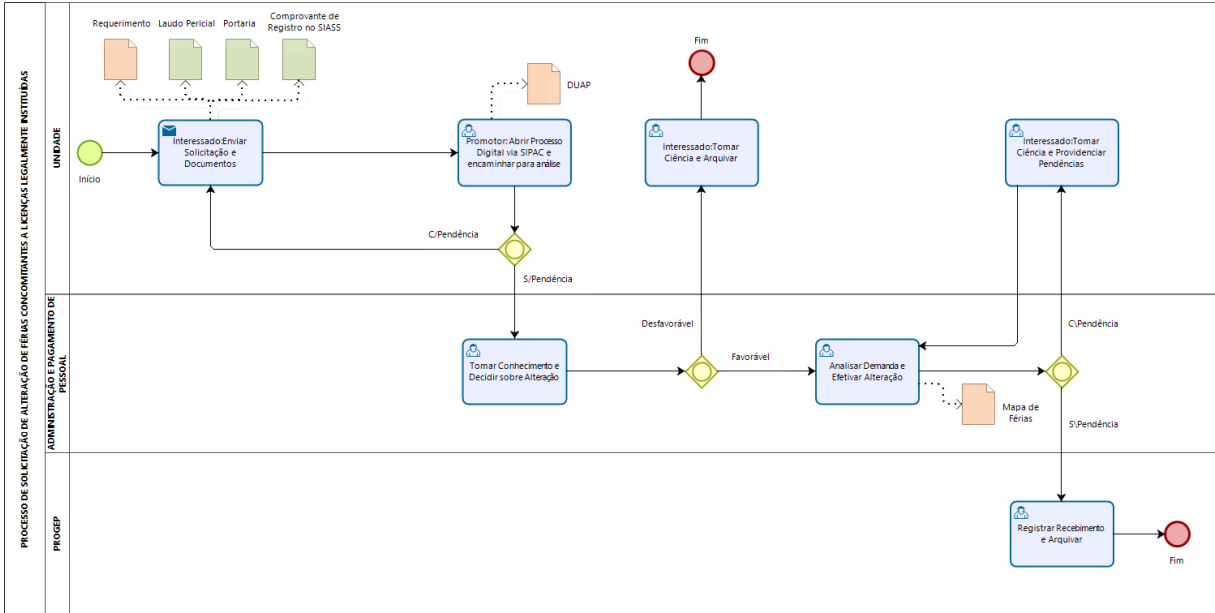 PROCESSO DE SOLICITAÇÃO DE ALTERAÇÃO DE FÉRIAS CONCOMITANTES A LICENÇAS LEGALMENTE INSTITUÍDAS
UNIDADE
Requerimento
Laudo Pericial
Portaria
Comprovante de
Registro no SIASS
Início
Interessado:Enviar
Solicitação e
Documentos
DUAP
Promotor: Abrir Processo
Digital via SIPAC e
encaminhar para análise
C/Pendência
S/Pendência
Fim
Interessado:Tomar
Ciência e Arquivar
Interessado:Tomar
Ciência e Providenciar
Pendências
ADMINISTRAÇÃO E PAGAMENTO DE
PESSOAL
Tomar Conhecimento e
Decidir sobre Alteração
Desfavorável
Favorável
Analisar Demanda e
Efetivar Alteração
Mapa de
Férias
C\Pendência
S\Pendência
PROGEP
Registrar Recebimento
e Arquivar
Fim